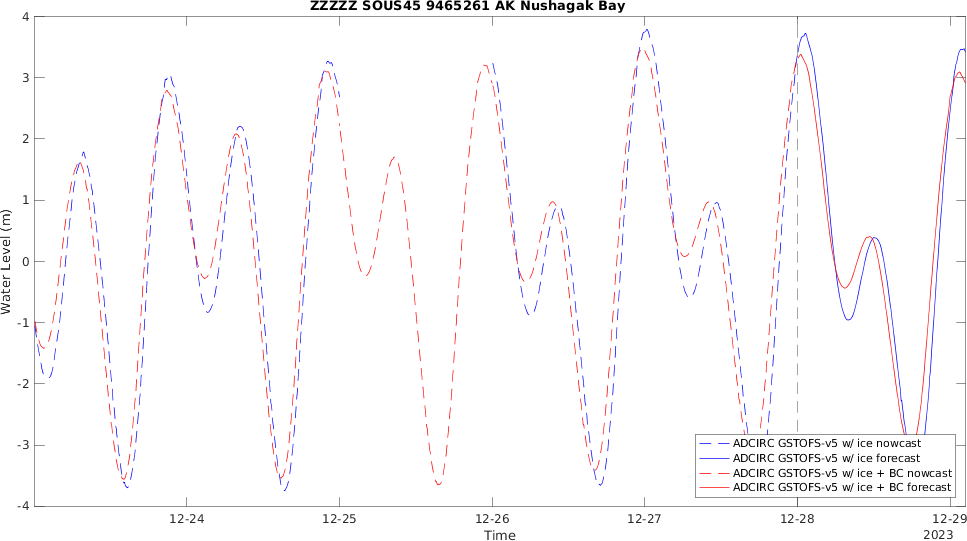 ZZZZZ SOUS45 9465261 AK Nushagak Bay
4
3
2
1
0
-1
-2
-3
-4
Water Level (m)
ADCIRC GSTOFS-v5 w/ ice nowcast
ADCIRC GSTOFS-v5 w/ ice forecast
ADCIRC GSTOFS-v5 w/ ice + BC nowcast
ADCIRC GSTOFS-v5 w/ ice + BC forecast
12-24 12-25 12-26 12-27 12-28 12-29
Time
2023